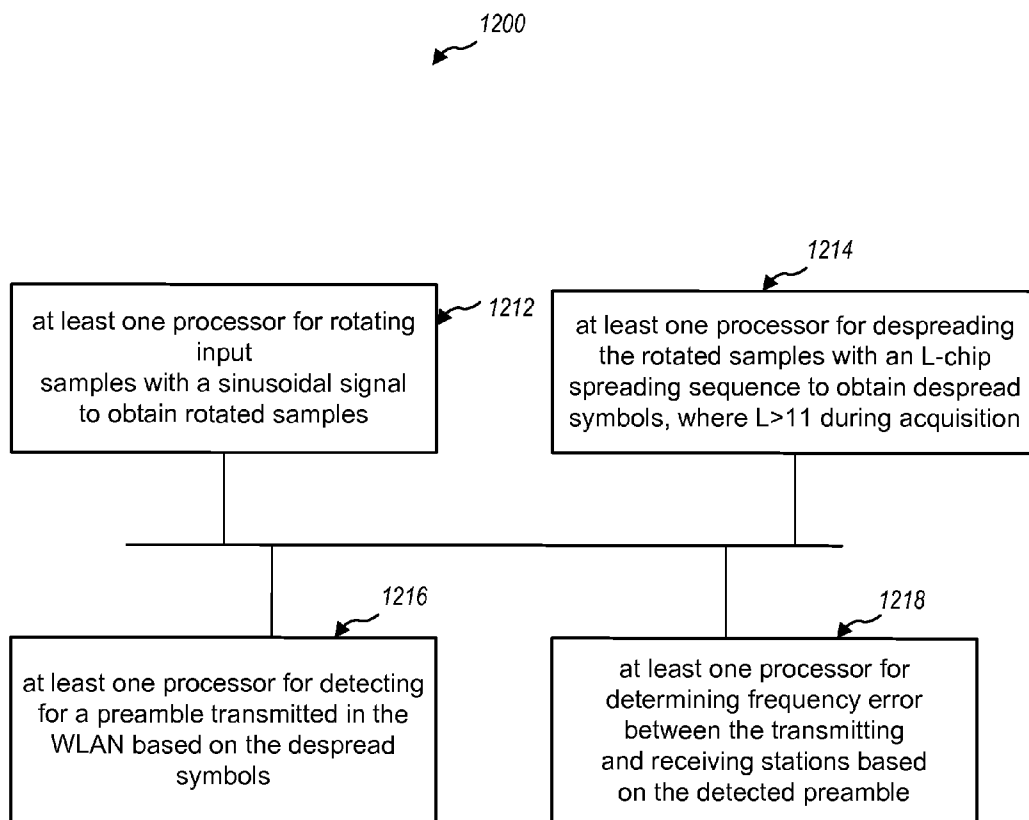 1200
1212
at least one processor for rotating
input
samples with a sinusoidal signal
to obtain rotated samples
1214
at least one processor for despreading
the rotated samples with an L-chip
spreading sequence to obtain despread
symbols, where L>11 during acquisition
1216
at least one processor for detecting
for a preamble transmitted in the
WLAN based on the despread
symbols
1218
at least one processor for
determining frequency error
between the transmitting
and receiving stations based
on the detected preamble